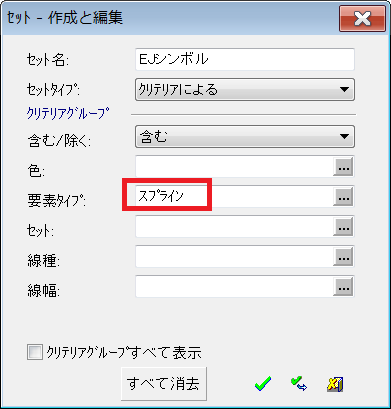 ｾｯﾄ - 作成と編集
セット名: EJシンボル
セットﾀｲﾌﾟ: ｸﾘﾃﾘｱによる
ｸﾘﾃﾘｱｸﾞﾙｰﾌﾟ
含む/除く: 含む
色: ...
要素ﾀｲﾌﾟ: ｽﾌﾟﾗｲﾝ ...
セット: ...
線種: ...
線幅: ...
ｸﾘﾃﾘｱｸﾞﾙｰﾌﾟすべて表示
すべて消去